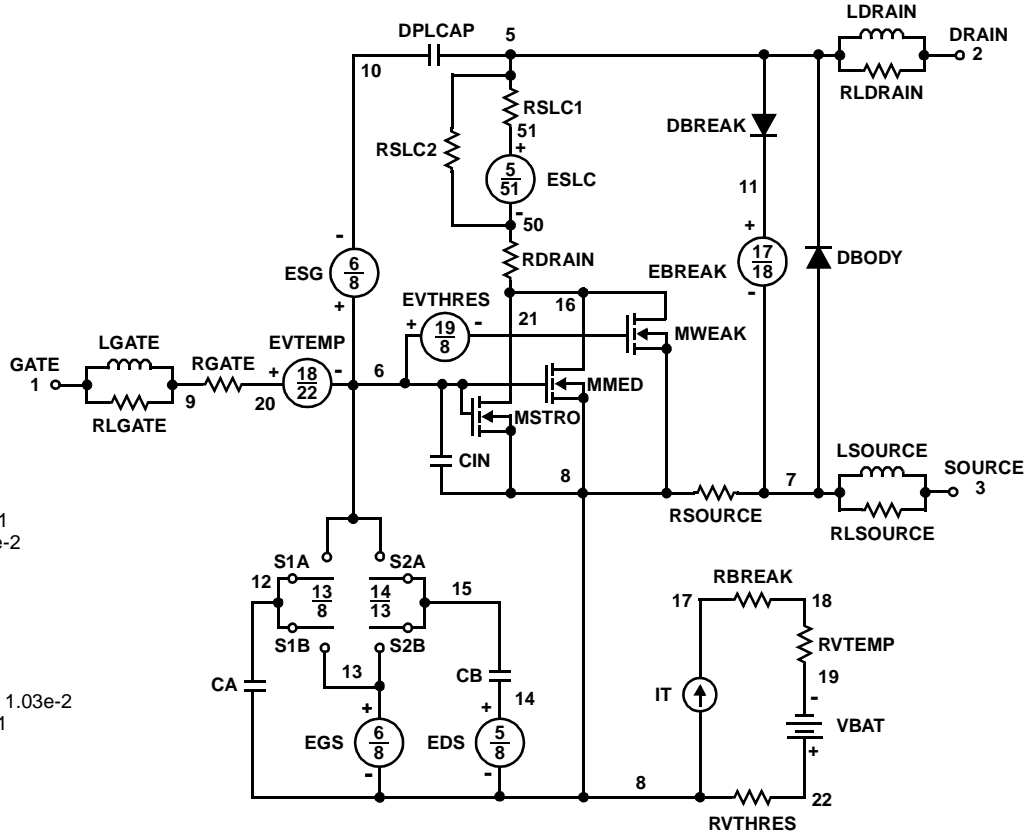 LDRAIN
DPLCAP 5 DRAIN
10 2
RLDRAIN
RSLC1
DBREAK
51
RSLC2 +
5
51
ESLC
11
-
50
- +
17
18
RDRAIN DBODY
6
8
ESG EBREAK
EVTHRES -
+ 16
21
+ 19
8
- MWEAK
LGATE EVTEMP
GATE RGATE
1 + 18
22
- 6 MMED
9 20
RLGATE MSTRO
CIN LSOURCE
8 7 SOURCE
3
RSOURCE
RLSOURCE
1
e-2
S1A S2A
12 13
8
14
13
15
RBREAK
17 18
S1B S2B
RVTEMP
13
CA CB 19
1.03e-2 14 IT -
1
+ + VBAT
EGS 6
8
EDS 5
8
+
- - 8 22
RVTHRES